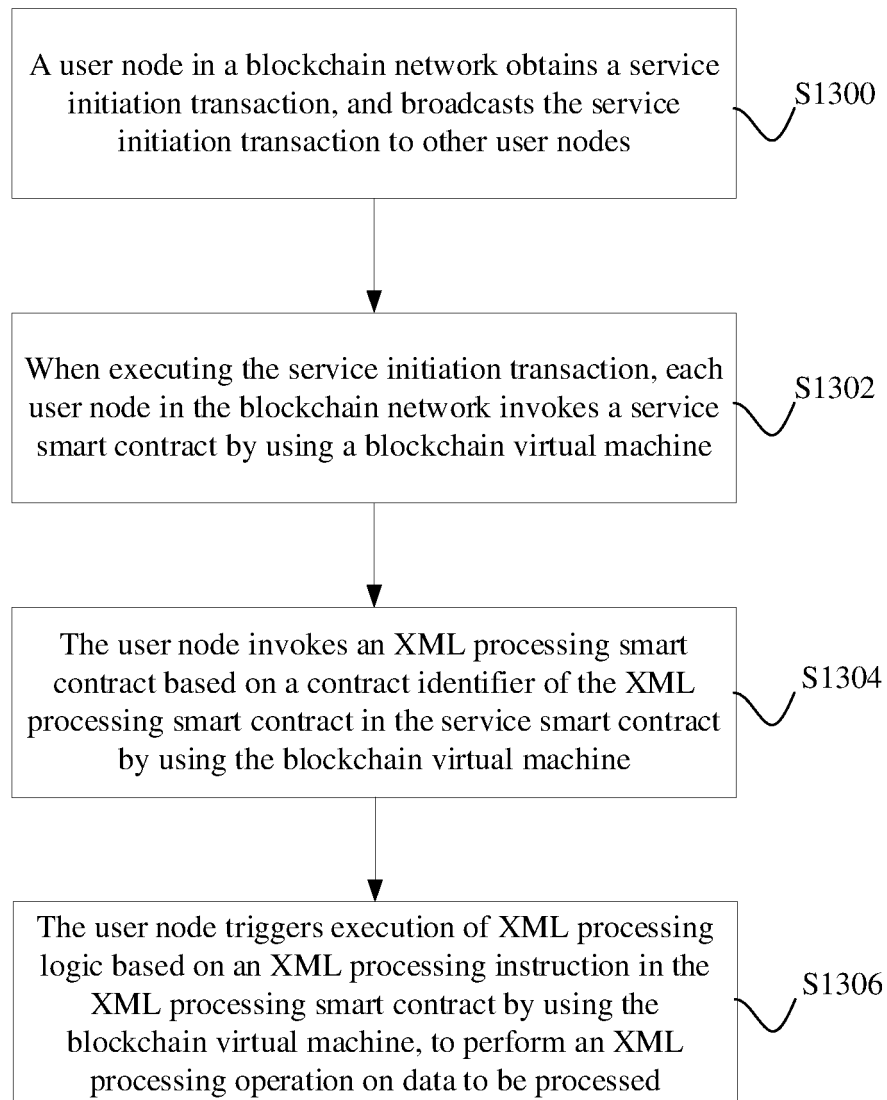 A user node in a blockchain network obtains a service
initiation transaction, and broadcasts the service
initiation transaction to other user nodes
S1300
When executing the service initiation transaction, each
user node in the blockchain network invokes a service
smart contract by using a blockchain virtual machine
S1302
The user node invokes an XML processing smart
contract based on a contract identifier of the XML
processing smart contract in the service smart contract
by using the blockchain virtual machine
S1304
The user node triggers execution of XML processing
logic based on an XML processing instruction in the
XML processing smart contract by using the
blockchain virtual machine, to perform an XML
processing operation on data to be processed
S1306